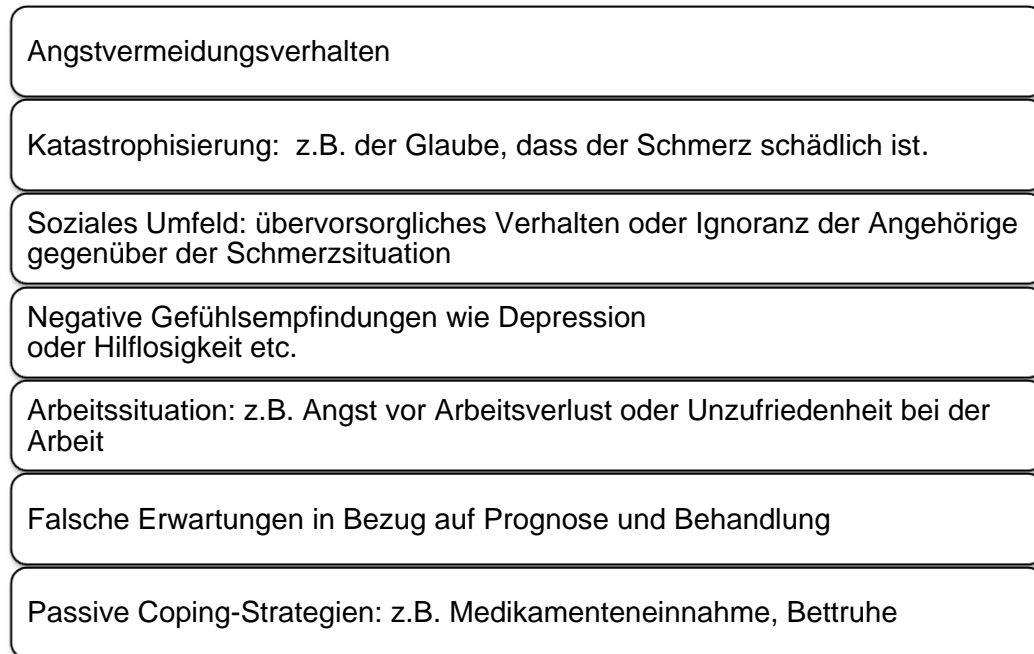 Angstvermeidungsverhalten
Katastrophisierung:  z.B. der Glaube, dass der Schmerz schädlich ist.
Soziales Umfeld: übervorsorgliches Verhalten oder Ignoranz der Angehörige
gegenüber der Schmerzsituation
Negative Gefühlsempfindungen wie Depression
oder Hilflosigkeit etc.
Arbeitssituation: z.B. Angst vor Arbeitsverlust oder Unzufriedenheit bei der
Arbeit
Falsche Erwartungen in Bezug auf Prognose und Behandlung
Passive Coping-Strategien: z.B. Medikamenteneinnahme, Bettruhe